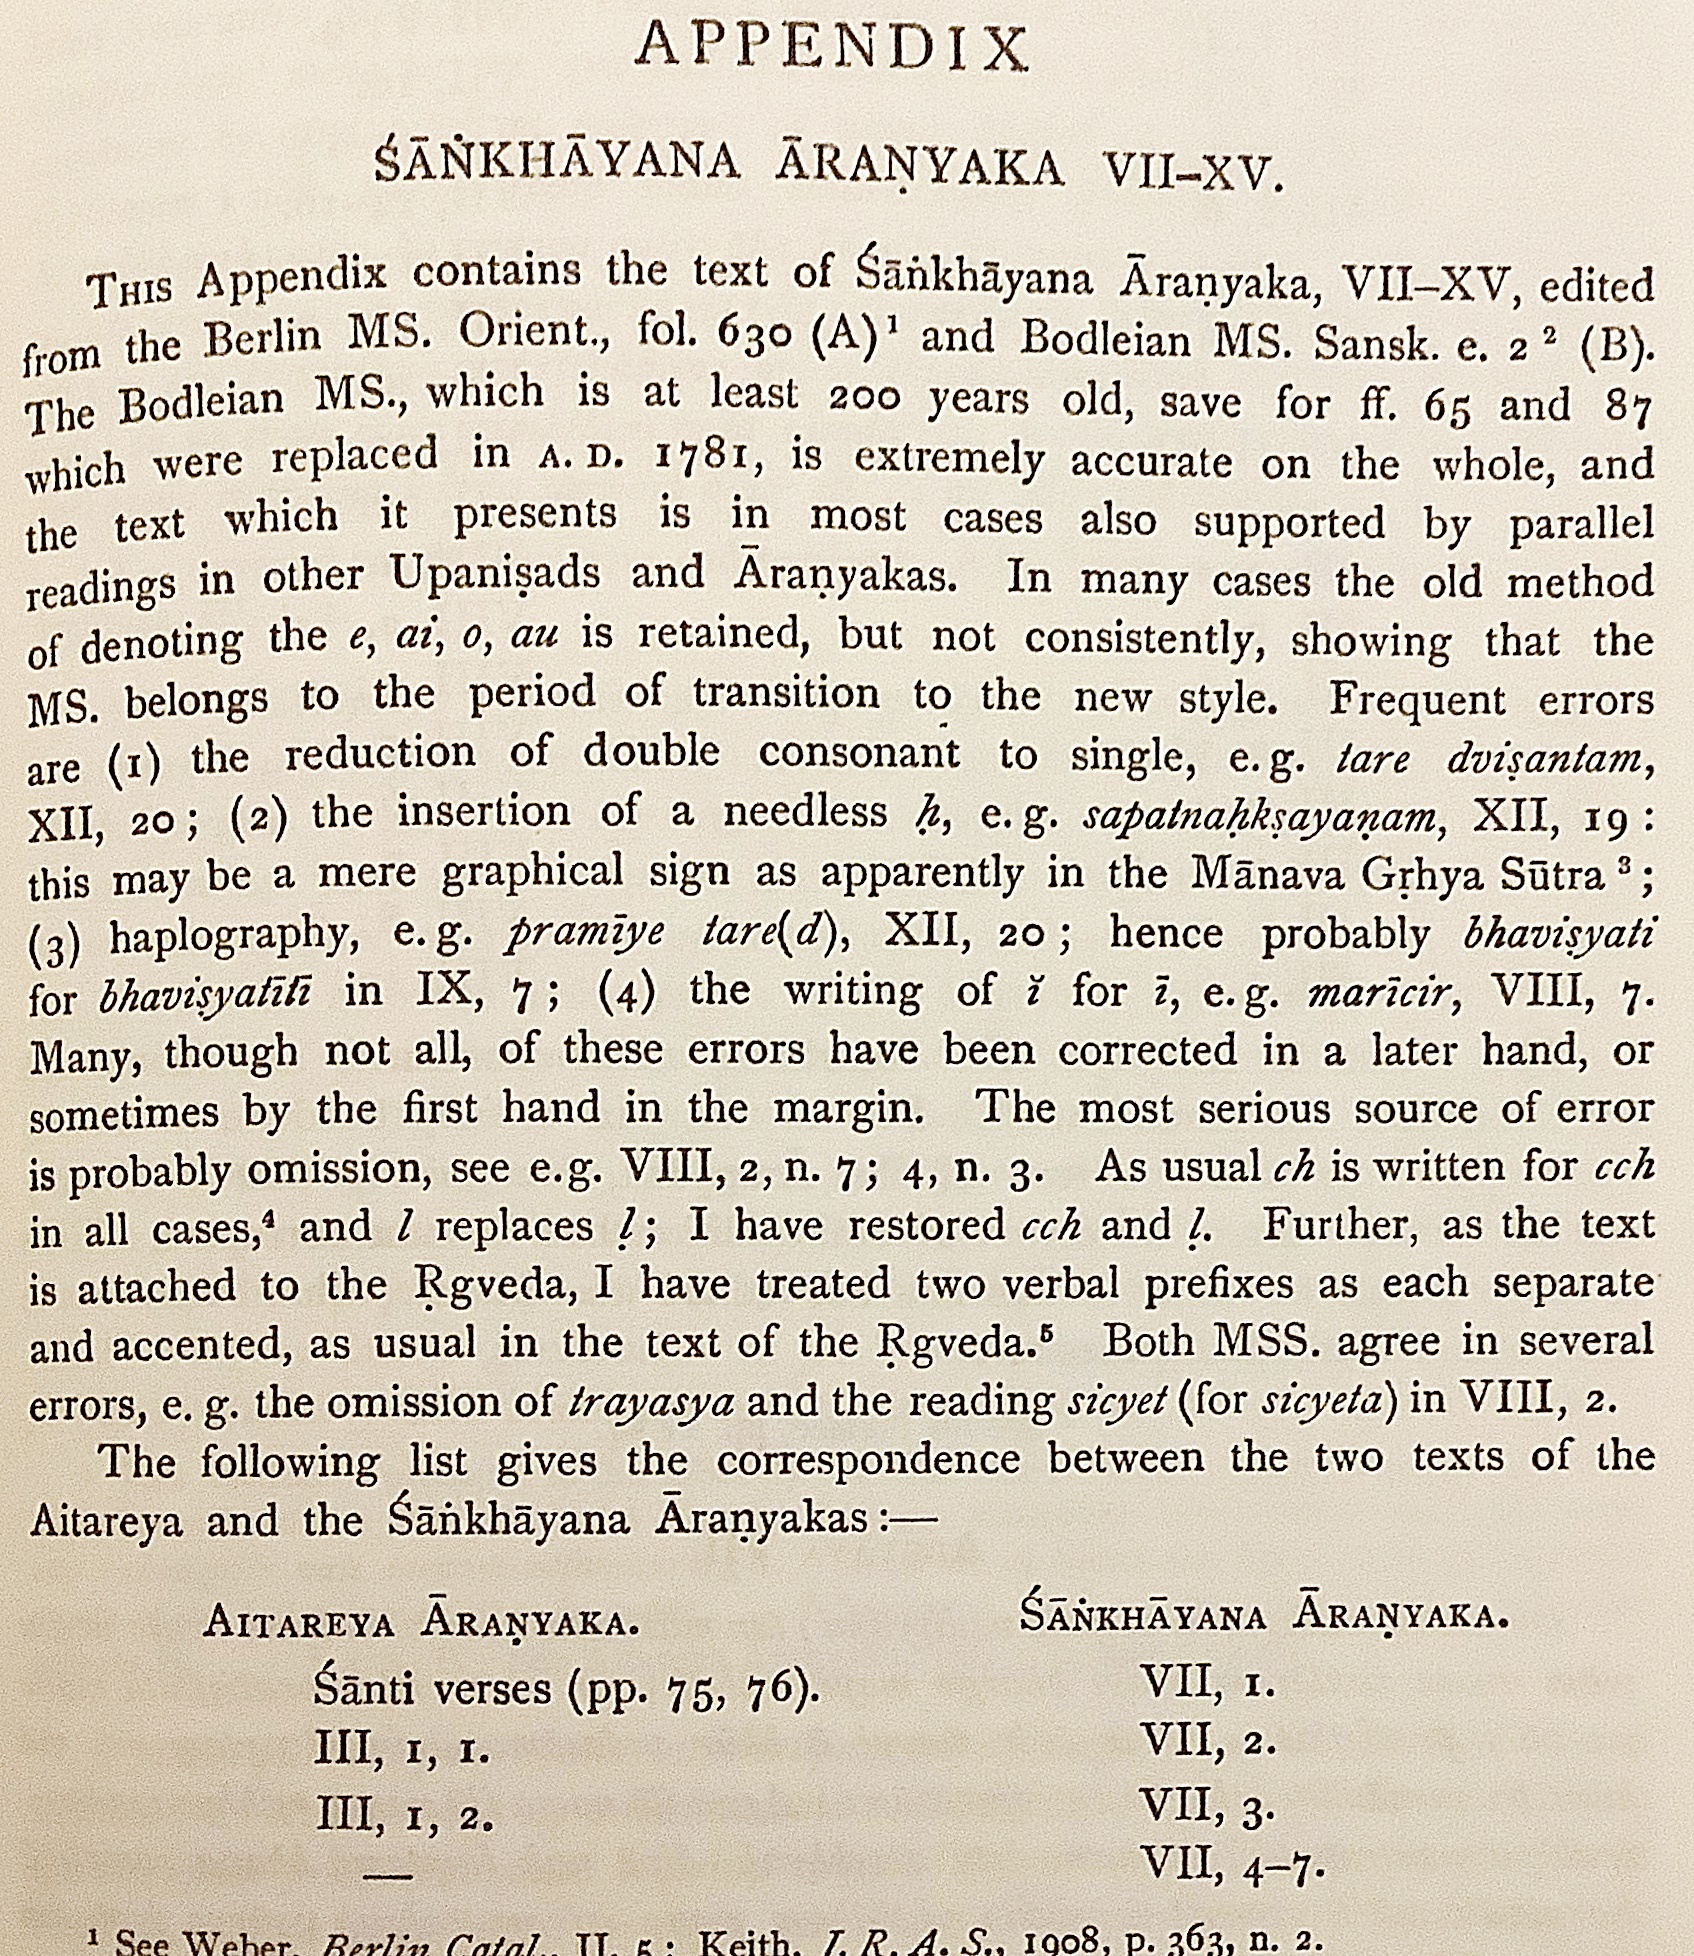 APPENDIX
ŚĀṄKHĀYANA ĀRAṆYAKA VII–XV.
THIS Appendix contains the text of Śāṅkhāyana Āraṇyaka, VII–XV, edited
from the Berlin MS. Orient., fol. 630 (A)¹ and Bodleian MS. Sansk. e. 2 ² (B).
The Bodleian MS., which is at least 200 years old, save for ff. 65 and 87
which were replaced in A. D. 1781, is extremely accurate on the whole, and
the text which it presents is in most cases also supported by parallel
readings in other Upaniṣads and Āraṇyakas. In many cases the old method
of denoting the e, ai, o, au is retained, but not consistently, showing that the
MS. belongs to the period of transition to the new style. Frequent errors
are (1) the reduction of double consonant to single, e. g. tare dviṣantam,
XII, 20 ; (2) the insertion of a needless ḥ, e. g. sapatnaḥkṣayaṇam, XII, 19 :
this may be a mere graphical sign as apparently in the Mānava Gṛhya Sūtra ³ ;
(3) haplography, e. g. pramīye tare(d), XII, 20 ; hence probably bhaviṣyati
for bhaviṣyatīti in IX, 7 ; (4) the writing of ĭ for ī, e. g. marīcir, VIII, 7.
Many, though not all, of these errors have been corrected in a later hand, or
sometimes by the first hand in the margin. The most serious source of error
is probably omission, see e.g. VIII, 2, n. 7 ; 4, n. 3. As usual ch is written for cch
in all cases,⁴ and l replaces ḷ ; I have restored cch and ḷ. Further, as the text
is attached to the Ṛgveda, I have treated two verbal prefixes as each separate
and accented, as usual in the text of the Ṛgveda.⁵ Both MSS. agree in several
errors, e. g. the omission of trayasya and the reading sicyet (for sicyeta) in VIII, 2.
The following list gives the correspondence between the two texts of the
Aitareya and the Śāṅkhāyana Āraṇyakas :—
AITAREYA ĀRAṆYAKA. ŚĀṄKHĀYANA ĀRAṆYAKA.
Śānti verses (pp. 75, 76). VII, 1.
III, 1, 1. VII, 2.
III, 1, 2. VII, 3.
— VII, 4–7.
¹ See Weber, Berlin Catal., II, 5 ; Keith, J. R. A. S., 1908, p. 363, n. 2.